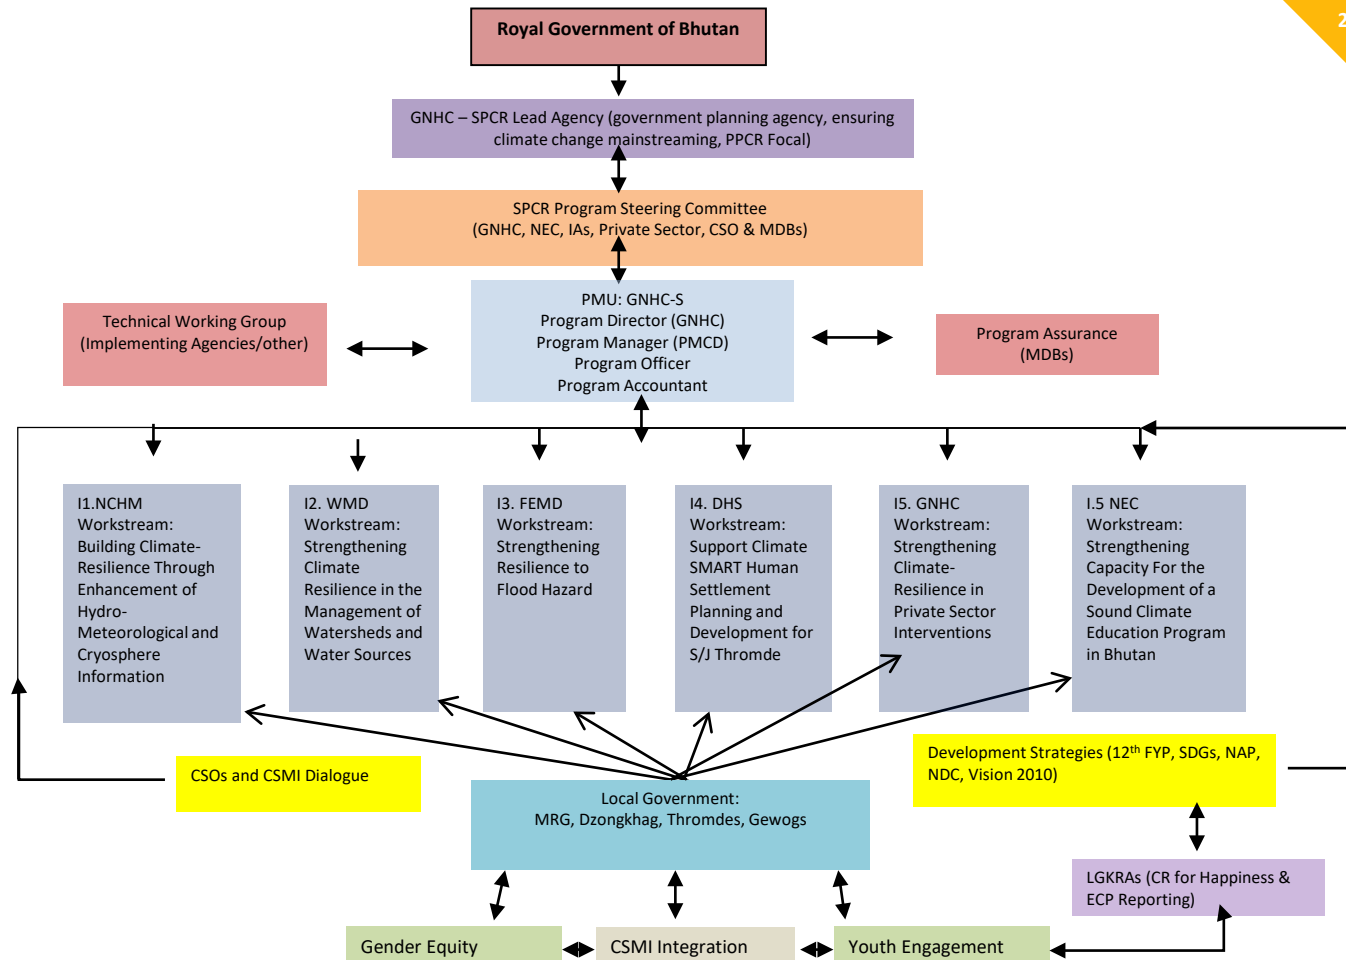 2
Royal Government of Bhutan
GNHC – SPCR Lead Agency (government planning agency, ensuring
climate change mainstreaming, PPCR Focal)
SPCR Program Steering Committee
(GNHC, NEC, IAs, Private Sector, CSO & MDBs)
Technical Working Group
(Implementing Agencies/other)
PMU: GNHC-S
Program Director (GNHC)
Program Manager (PMCD)
Program Officer
Program Accountant
Program Assurance
(MDBs)
I1.NCHM
Workstream:
Building Climate-
Resilience Through
Enhancement of
Hydro-
Meteorological and
Cryosphere
Information
I2. WMD
Workstream:
Strengthening
Climate
Resilience in the
Management of
Watersheds and
Water Sources
I3. FEMD
Workstream:
Strengthening
Resilience to
Flood Hazard
I4. DHS
Workstream:
Support Climate
SMART Human
Settlement
Planning and
Development for
S/J Thromde
I5. GNHC
Workstream:
Strengthening
Climate-
Resilience in
Private Sector
Interventions
I.5 NEC
Workstream:
Strengthening
Capacity For the
Development of a
Sound Climate
Education Program
in Bhutan
CSOs and CSMI Dialogue
Development Strategies (12th FYP, SDGs, NAP,
NDC, Vision 2010)
Local Government:
MRG, Dzongkhag, Thromdes, Gewogs
LGKRAs (CR for Happiness &
ECP Reporting)
Gender Equity
CSMI Integration
Youth Engagement